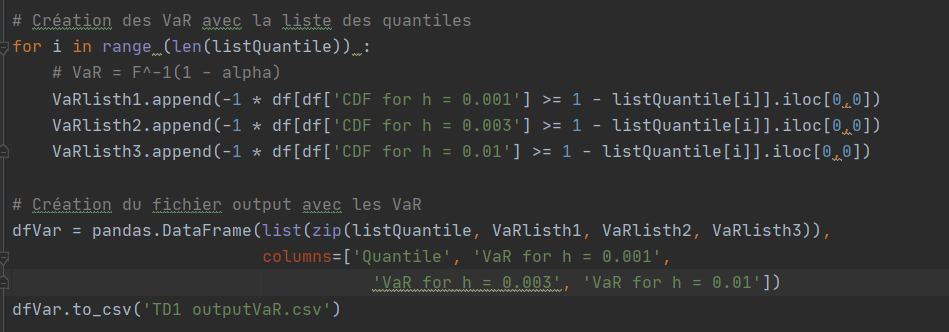 # Création des VaR avec la liste des quantiles
for i in range (len(listQuantile)) :
    # VaR = F^-1(1 - alpha)
    VaRlisth1.append(-1 * df[df['CDF for h = 0.001'] >= 1 - listQuantile[i]].iloc[0,0])
    VaRlisth2.append(-1 * df[df['CDF for h = 0.003'] >= 1 - listQuantile[i]].iloc[0,0])
    VaRlisth3.append(-1 * df[df['CDF for h = 0.01'] >= 1 - listQuantile[i]].iloc[0,0])

# Création du fichier output avec les VaR
dfVar = pandas.DataFrame(list(zip(listQuantile, VaRlisth1, VaRlisth2, VaRlisth3)),
                         columns=['Quantile', 'VaR for h = 0.001',
                                    'VaR for h = 0.003', 'VaR for h = 0.01'])
dfVar.to_csv('TD1 outputVaR.csv')